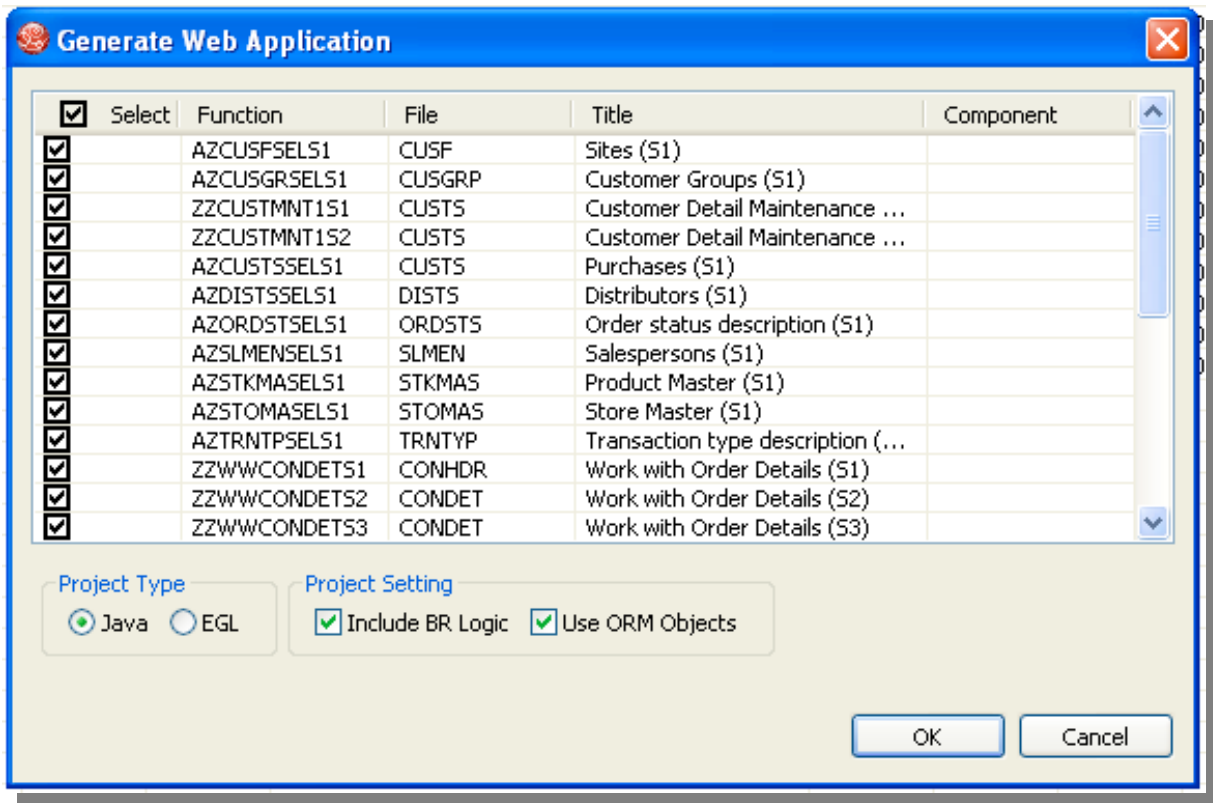 Generate Web Application
Select Function File Title Component
AZCUSFSELS1 CUSF Sites (S1)
AZCUSGRSELS1 CUSGRP Customer Groups (S1)
ZZCUSTMNT1S1 CUSTS Customer Detail Maintenance ...
ZZCUSTMNT1S2 CUSTS Customer Detail Maintenance ...
AZCUSTSSELS1 CUSTS Purchases (S1)
AZDISTSSELS1 DISTS Distributors (S1)
AZORDSTSELS1 ORDSTS Order status description (S1)
AZSLMENSELS1 SLMEN Salespersons (S1)
AZSTKMASELS1 STKMAS Product Master (S1)
AZSTOMASELS1 STOMAS Store Master (S1)
AZTRNTPSELS1 TRNTYP Transaction type description (...
ZZWWCONDETS1 CONHDR Work with Order Details (S1)
ZZWWCONDETS2 CONDET Work with Order Details (S2)
ZZWWCONDETS3 CONDET Work with Order Details (S3)
Project Type Project Setting
Java EGL Include BR Logic Use ORM Objects
OK Cancel